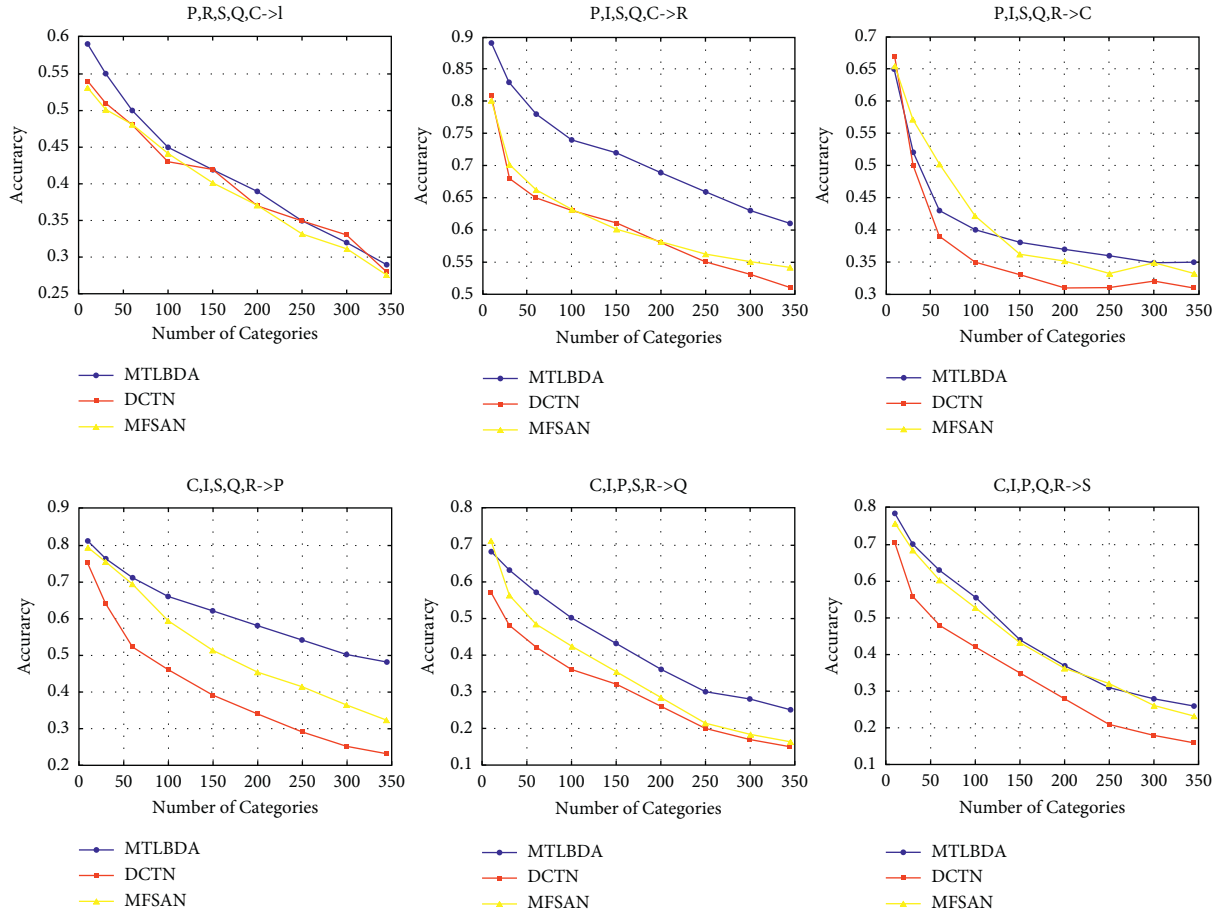 P,R,S,Q,C->l
0.6
0.55
0.5
0.45
0.4
0.35
0.3
0.25
Accurarcy
0 50 100 150 200 250 300 350
Number of Categories
MTLBDA
DCTN
MFSAN
P,I,S,Q,C->R
0.9
0.85
0.8
0.75
0.7
0.65
0.6
0.55
0.5
Accurarcy
0 50 100 150 200 250 300 350
Number of Categories
MTLBDA
DCTN
MFSAN
P,I,S,Q,R->C
0.7
0.65
0.6
0.55
0.5
0.45
0.4
0.35
0.3
Accurarcy
0 50 100 150 200 250 300 350
Number of Categories
MTLBDA
DCTN
MFSAN
C,I,S,Q,R->P
0.9
0.8
0.7
0.6
0.5
0.4
0.3
0.2
Accurarcy
0 50 100 150 200 250 300 350
Number of Categories
MTLBDA
DCTN
MFSAN
C,I,P,S,R->Q
0.8
0.7
0.6
0.5
0.4
0.3
0.2
0.1
Accurarcy
0 50 100 150 200 250 300 350
Number of Categories
MTLBDA
DCTN
MFSAN
C,I,P,Q,R->S
0.8
0.7
0.6
0.5
0.4
0.3
0.2
0.1
Accurarcy
0 50 100 150 200 250 300 350
Number of Categories
MTLBDA
DCTN
MFSAN